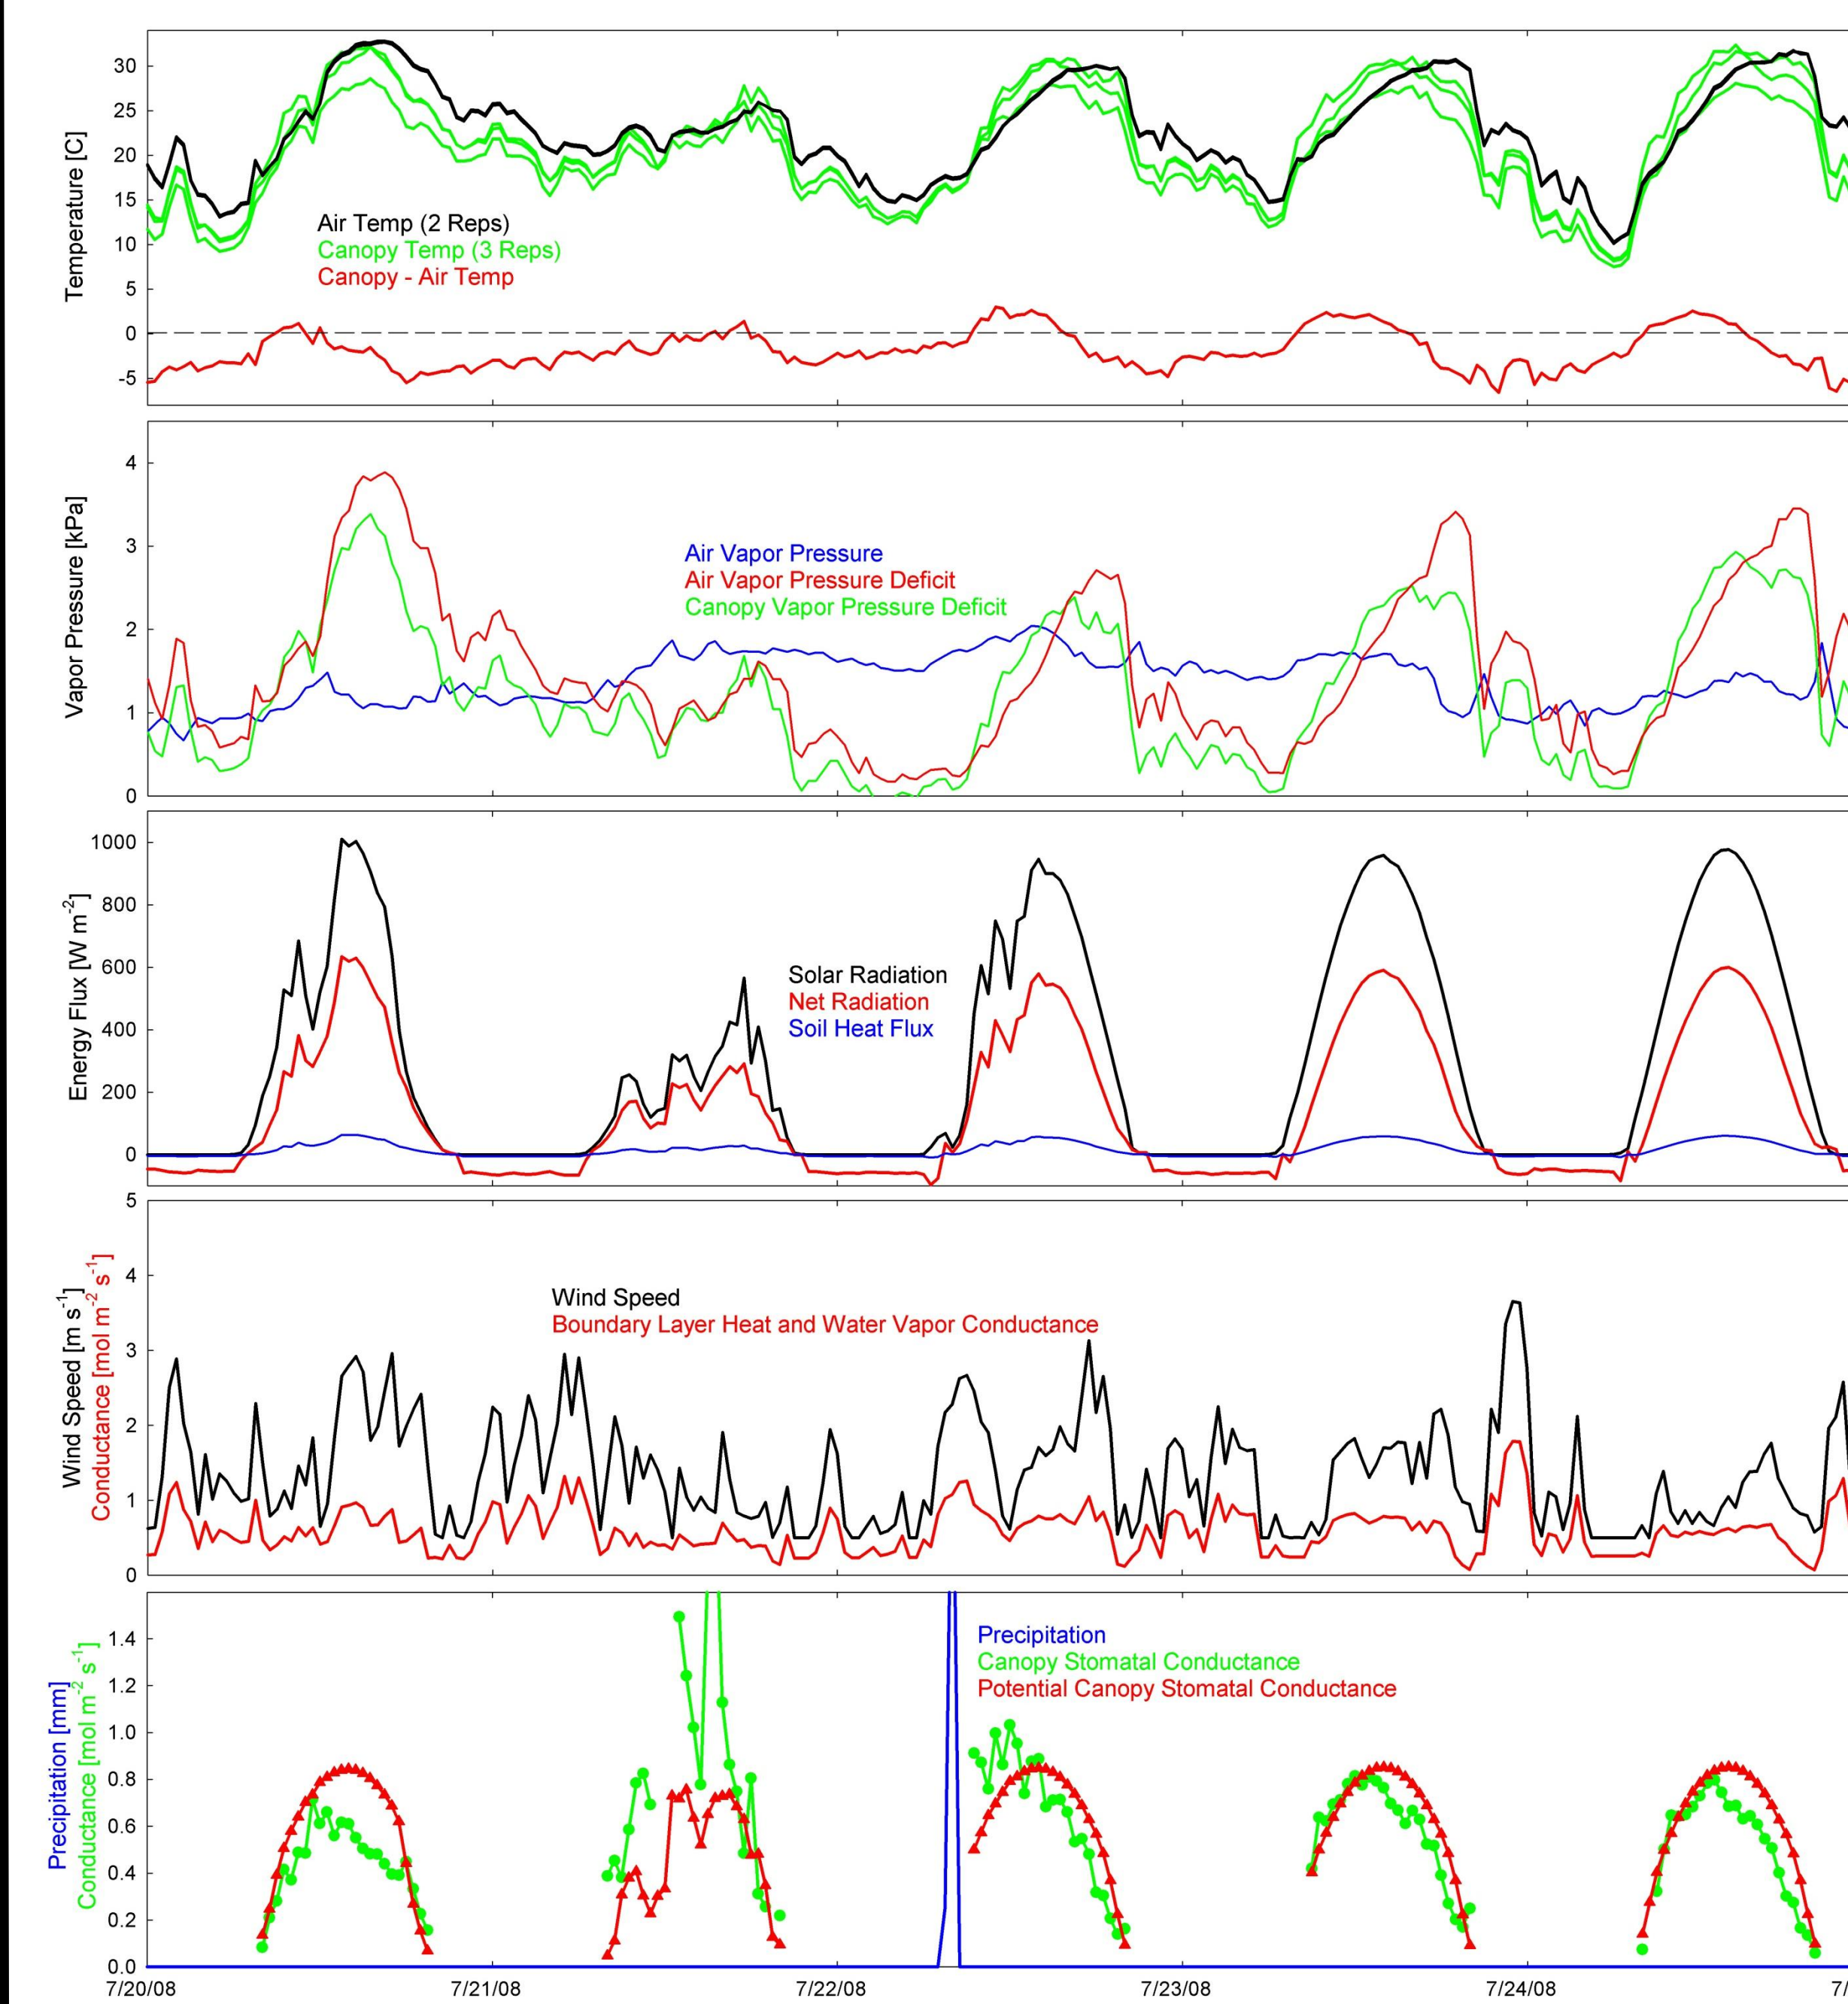 Temperature [C]
30
25
20
15
10
5
0
-5
Air Temp (2 Reps)
Canopy Temp (3 Reps)
Canopy - Air Temp
Vapor Pressure [kPa]
4
3
2
1
0
Air Vapor Pressure
Air Vapor Pressure Deficit
Canopy Vapor Pressure Deficit
Energy Flux [W m-2]
1000
800
600
400
200
0
Solar Radiation
Net Radiation
Soil Heat Flux
Wind Speed [m s-1]
Conductance [mol m-2 s-1]
5
4
3
2
1
0
Wind Speed
Boundary Layer Heat and Water Vapor Conductance
Precipitation [mm]
Conductance [mol m-2 s-1]
1.4
1.2
1.0
0.8
0.6
0.4
0.2
0.0
Precipitation
Canopy Stomatal Conductance
Potential Canopy Stomatal Conductance
7/20/08 7/21/08 7/22/08 7/23/08 7/24/08 7/